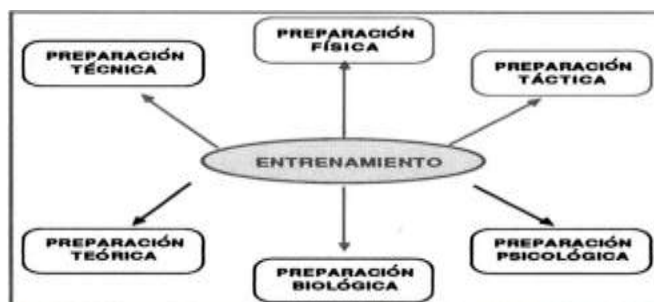 PREPARACIÓN
FÍSICA
PREPARACIÓN
TÉCNICA
PREPARACIÓN
TÁCTICA
ENTRENAMIENTO
PREPARACIÓN
TEÓRICA
PREPARACIÓN
BIOLÓGICA
PREPARACIÓN
PSICOLÓGICA